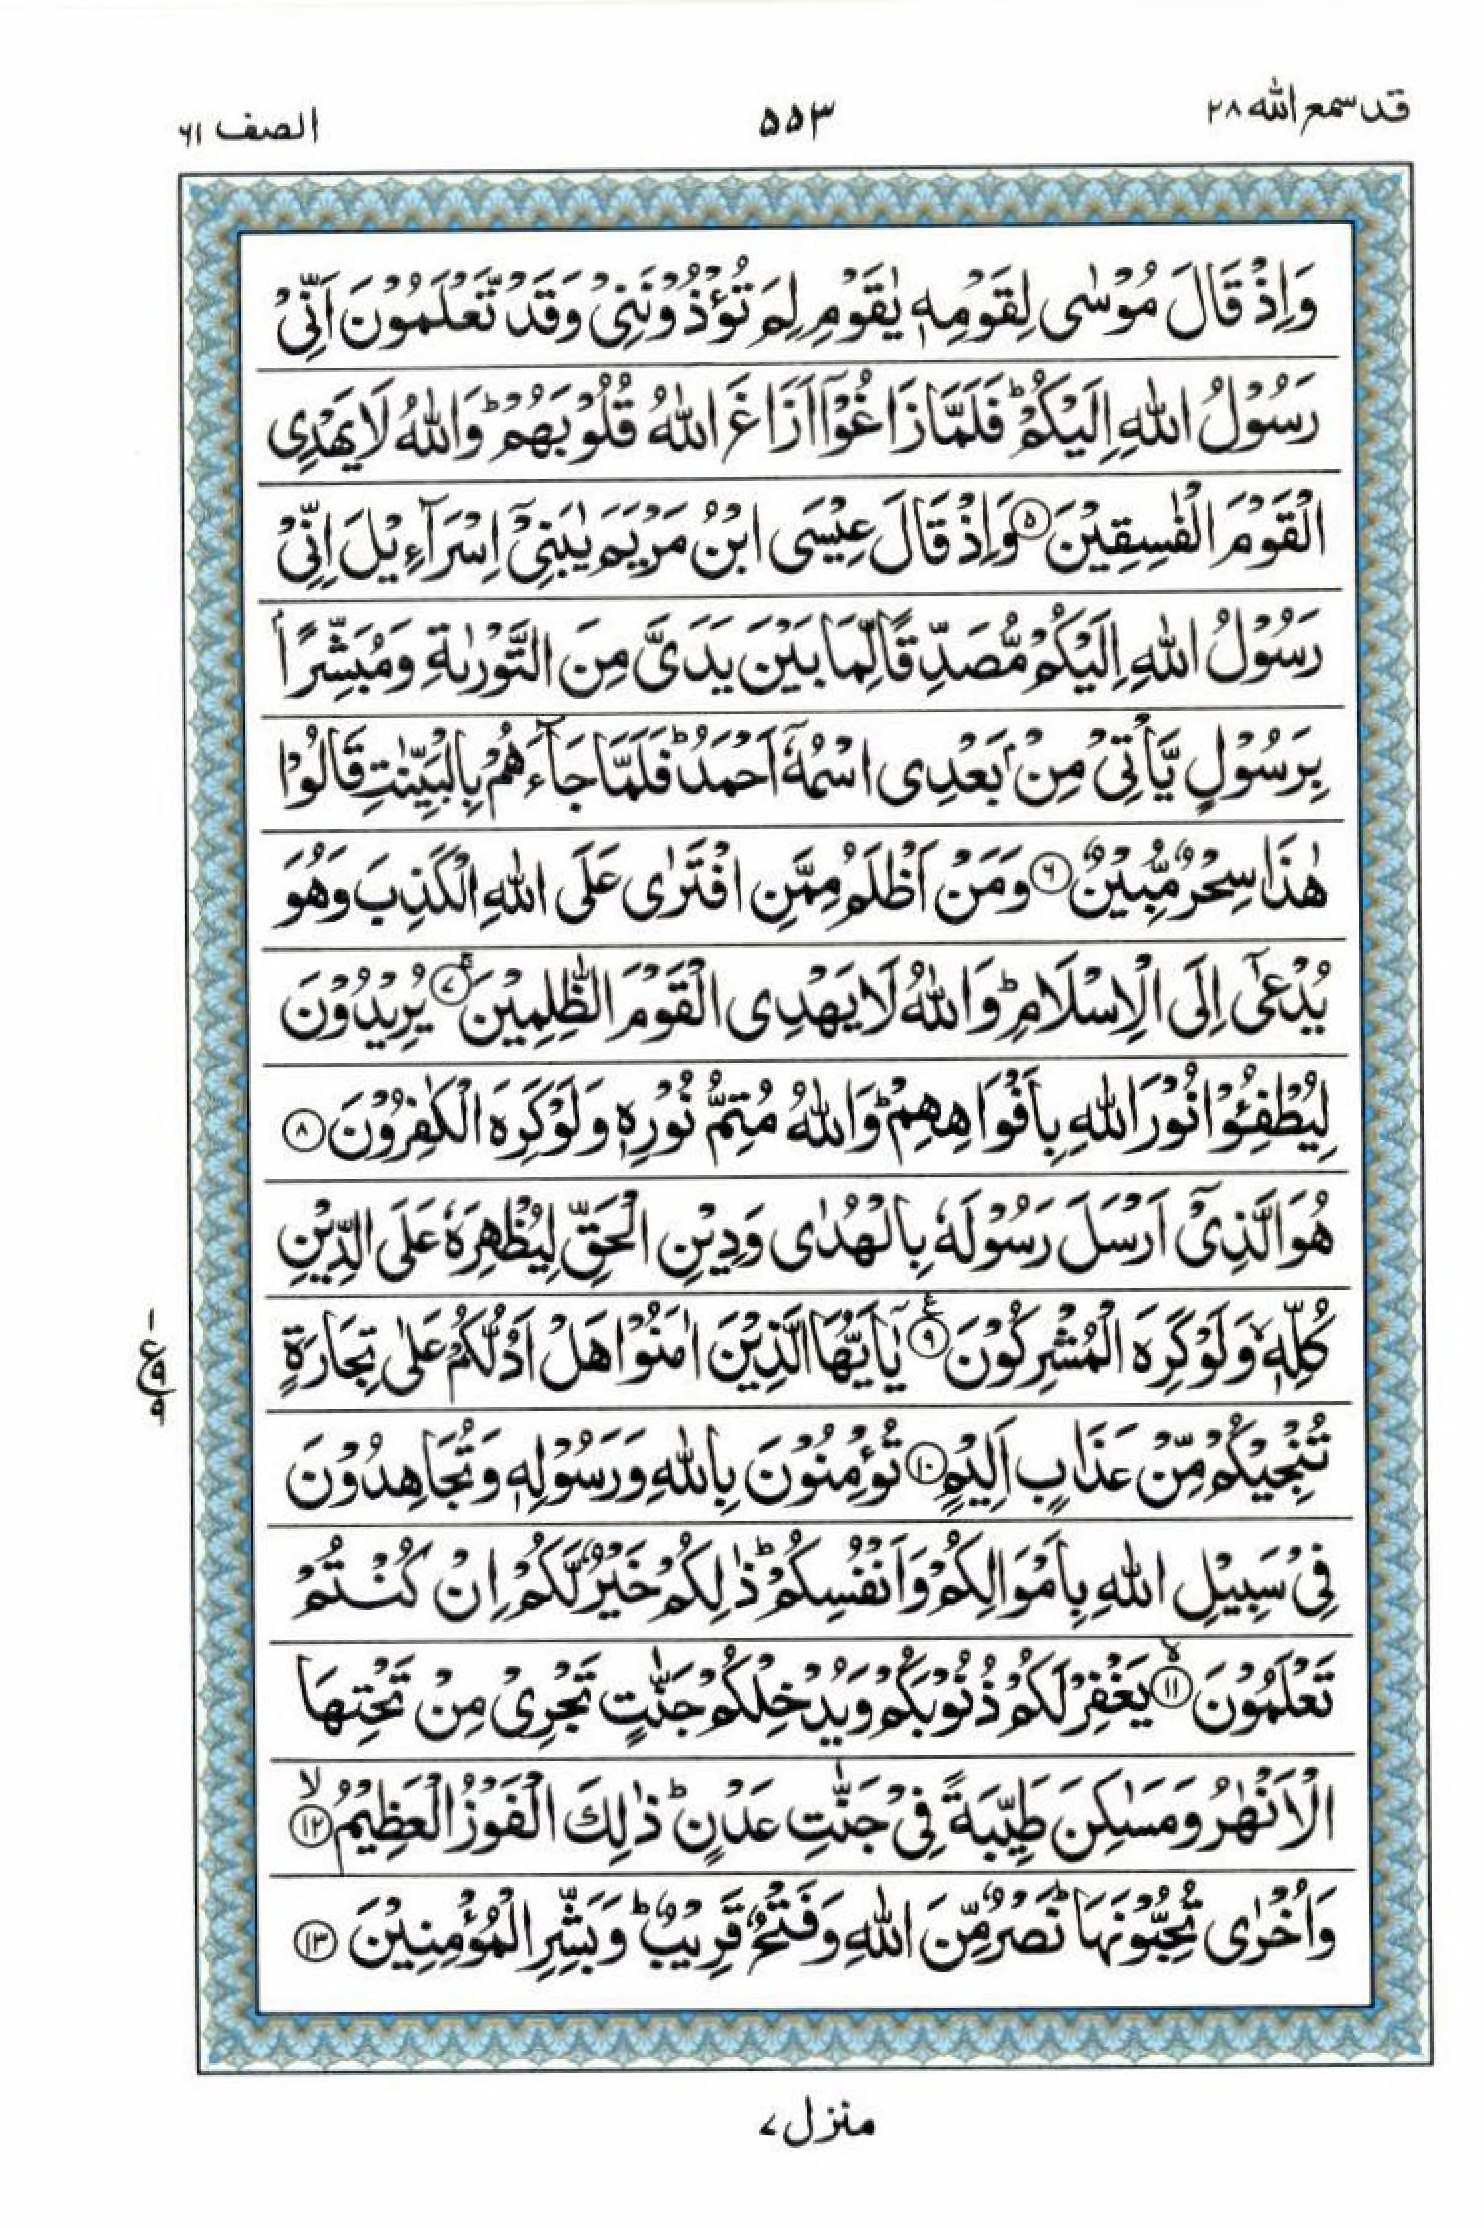 قد سمع الله ٢٨
٥٥٣
الصف ٦١
وَاِذْ قَالَ مُوْسٰى لِقَوْمِهٖ يٰقَوْمِ لِمَ تُؤْذُوْنَنِيْ وَقَدْ تَّعْلَمُوْنَ اَنِّيْ
رَسُوْلُ اللّٰهِ اِلَيْكُمْ ؕ فَلَمَّا زَاغُوْۤا اَزَاغَ اللّٰهُ قُلُوْبَهُمْ ؕ وَاللّٰهُ لَا يَهْدِى
الْقَوْمَ الْفٰسِقِيْنَ ۝٥ وَاِذْ قَالَ عِيْسَى ابْنُ مَرْيَمَ يٰبَنِيْۤ اِسْرَآءِيْلَ اِنِّيْ
رَسُوْلُ اللّٰهِ اِلَيْكُمْ مُّصَدِّقًا لِّمَا بَيْنَ يَدَيَّ مِنَ التَّوْرٰىةِ وَمُبَشِّرًاۢ
بِرَسُوْلٍ يَّاْتِيْ مِنْۢ بَعْدِى اسْمُهٗۤ اَحْمَدُ ؕ فَلَمَّا جَآءَهُمْ بِالْبَيِّنٰتِ قَالُوْا
هٰذَا سِحْرٌ مُّبِيْنٌ ۝٦ وَمَنْ اَظْلَمُ مِمَّنِ افْتَرٰى عَلَى اللّٰهِ الْكَذِبَ وَهُوَ
يُدْعٰۤى اِلَى الْاِسْلَامِ ؕ وَاللّٰهُ لَا يَهْدِى الْقَوْمَ الظّٰلِمِيْنَ ۚ۝٧ يُرِيْدُوْنَ
لِيُطْفِـُٔوْا نُوْرَ اللّٰهِ بِاَفْوَاهِهِمْ ؕ وَاللّٰهُ مُتِمُّ نُوْرِهٖ وَلَوْ كَرِهَ الْكٰفِرُوْنَ ۝٨
هُوَ الَّذِيْۤ اَرْسَلَ رَسُوْلَهٗ بِالْهُدٰى وَدِيْنِ الْحَقِّ لِيُظْهِرَهٗ عَلَى الدِّيْنِ
كُلِّهٖ ۙ وَلَوْ كَرِهَ الْمُشْرِكُوْنَ ۝٩ يٰۤاَيُّهَا الَّذِيْنَ اٰمَنُوْا هَلْ اَدُلُّكُمْ عَلٰى تِجَارَةٍ
تُنْجِيْكُمْ مِّنْ عَذَابٍ اَلِيْمٍ ۝١٠ تُؤْمِنُوْنَ بِاللّٰهِ وَرَسُوْلِهٖ وَتُجَاهِدُوْنَ
فِيْ سَبِيْلِ اللّٰهِ بِاَمْوَالِكُمْ وَاَنْفُسِكُمْ ؕ ذٰلِكُمْ خَيْرٌ لَّكُمْ اِنْ كُنْتُمْ
تَعْلَمُوْنَ ۙ۝١١ يَغْفِرْ لَكُمْ ذُنُوْبَكُمْ وَيُدْخِلْكُمْ جَنّٰتٍ تَجْرِيْ مِنْ تَحْتِهَا
الْاَنْهٰرُ وَمَسٰكِنَ طَيِّبَةً فِيْ جَنّٰتِ عَدْنٍ ؕ ذٰلِكَ الْفَوْزُ الْعَظِيْمُ ۙ۝١٢
وَاُخْرٰى تُحِبُّوْنَهَا ؕ نَصْرٌ مِّنَ اللّٰهِ وَفَتْحٌ قَرِيْبٌ ؕ وَبَشِّرِ الْمُؤْمِنِيْنَ ۝١٣
١
ع ٩
٩
منزل ٧